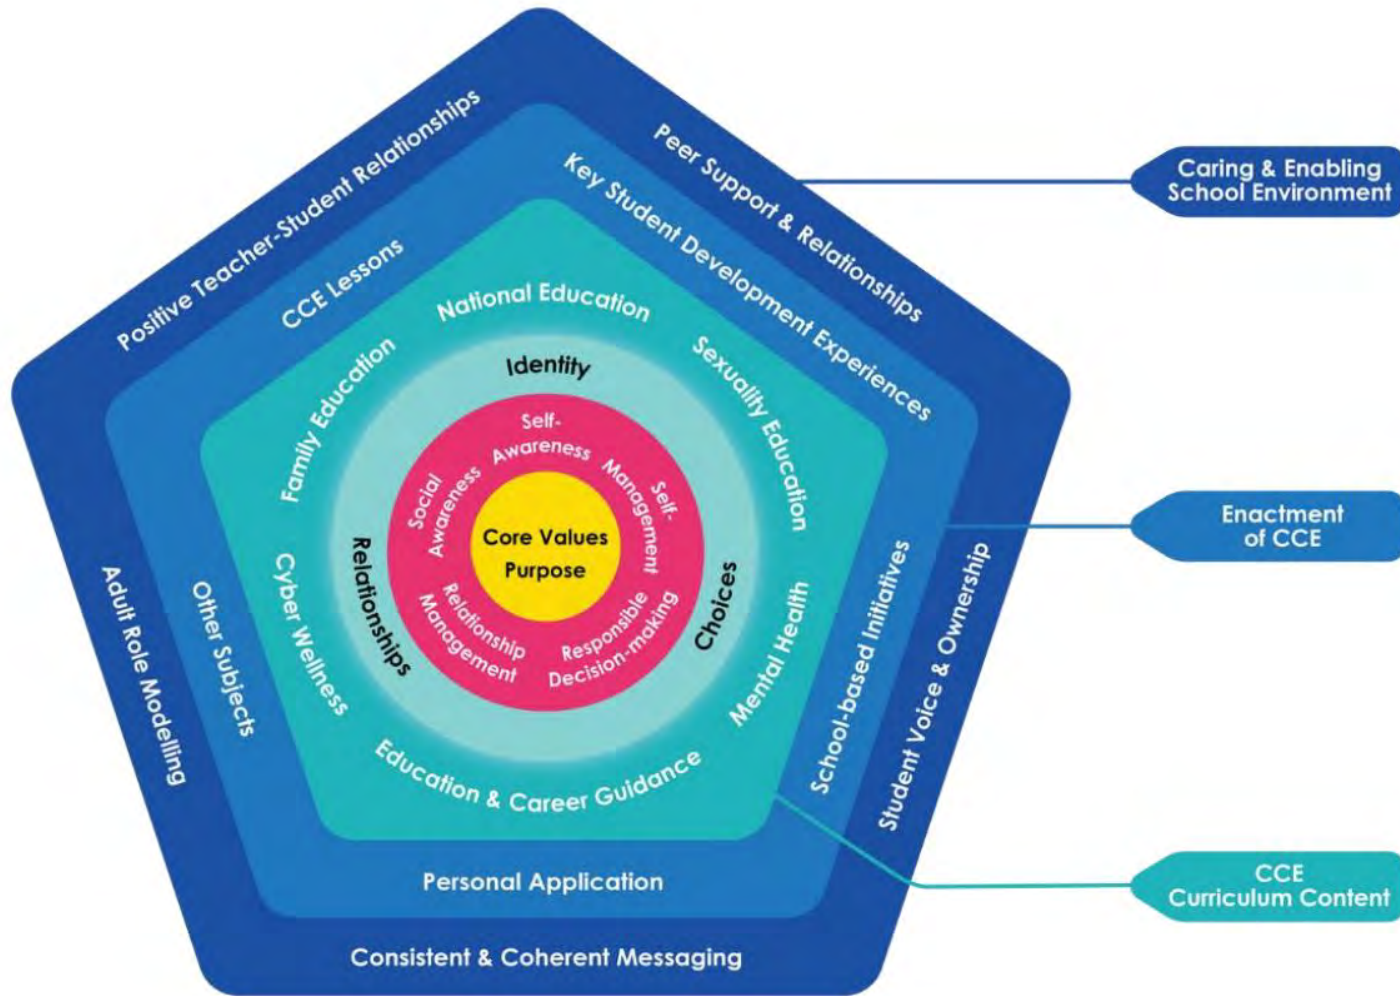 Positive Teacher-Student Relationships
Peer Support & Relationships
Student Voice & Ownership
Consistent & Coherent Messaging
Adult Role Modelling
CCE Lessons
Key Student Development Experiences
School-based Initiatives
Personal Application
Other Subjects
National Education
Sexuality Education
Mental Health
Education & Career Guidance
Cyber Wellness
Family Education
Identity
Choices
Relationships
Self-
Awareness
Self-
Management
Responsible
Decision-making
Relationship
Management
Social
Awareness
Core Values
Purpose
Caring & Enabling
School Environment
Enactment
of CCE
CCE
Curriculum Content